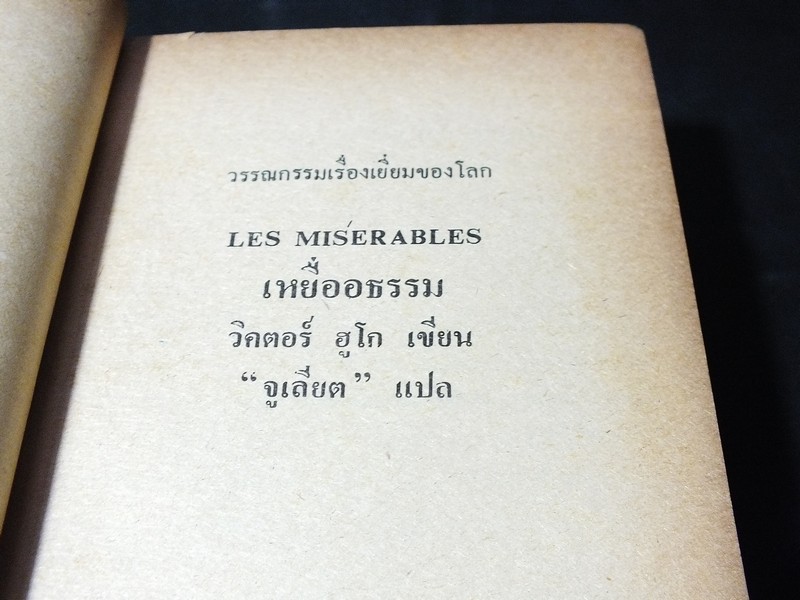 วรรณกรรมเรื่องเยี่ยมของโลก
LES MISÉRABLES
เหยื่ออธรรม
วิคตอร์ ฮูโก เขียน
“จูเลียต” แปล